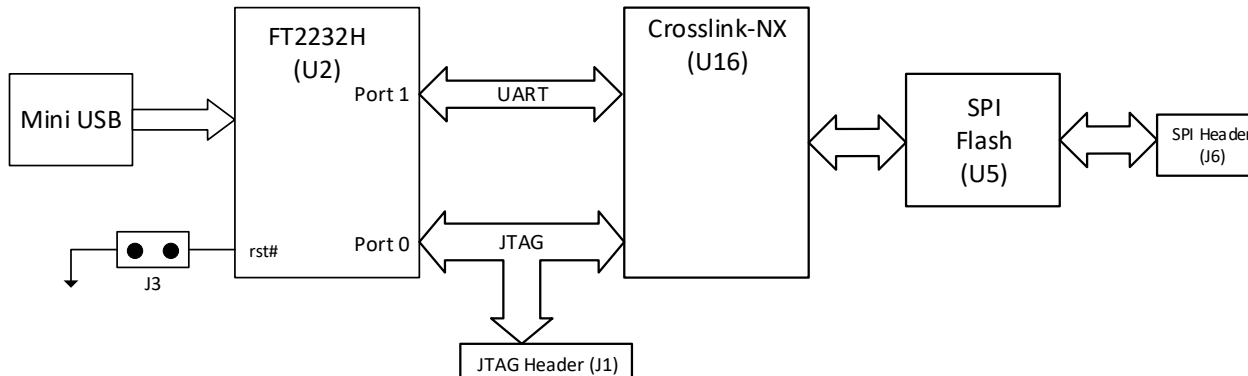 FT2232H
(U2)
Crosslink-NX
(U16)
Mini USB
Port 1
UART
SPI
Flash
(U5)
SPI Header
(J6)
rst#
Port 0
JTAG
J3
JTAG Header (J1)